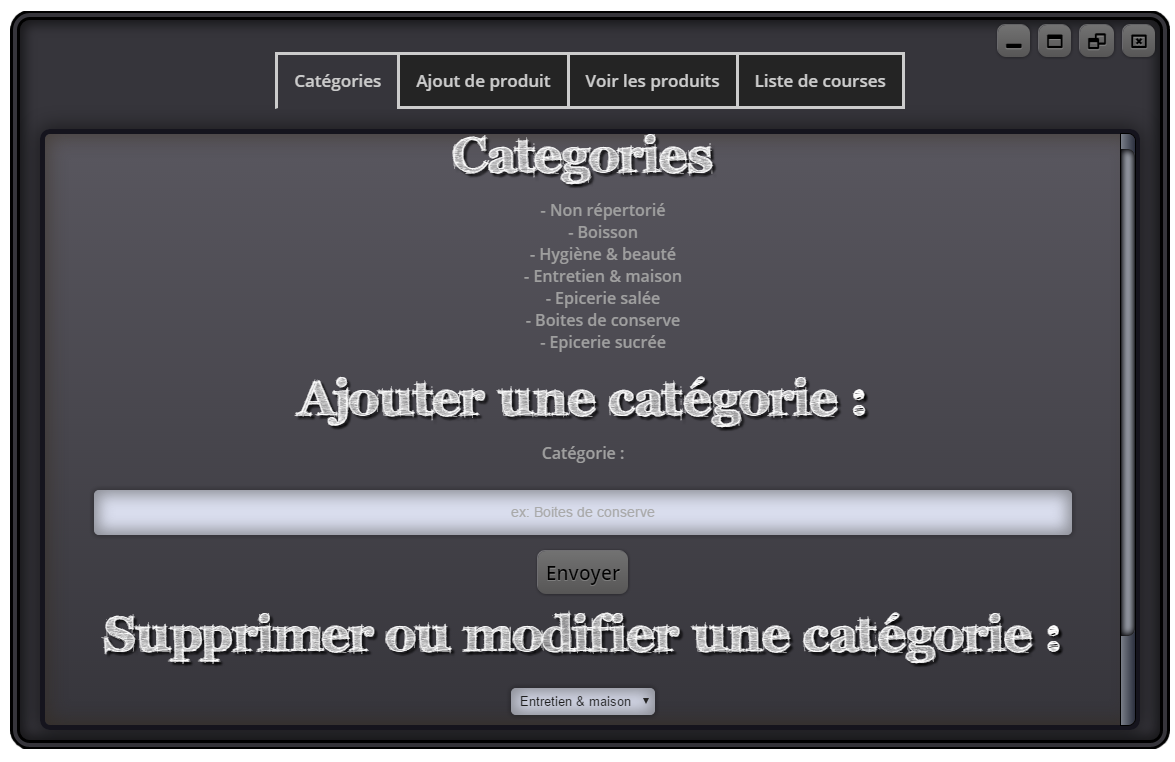 Catégories Ajout de produit Voir les produits Liste de courses
Categories
- Non répertorié
- Boisson
- Hygiène & beauté
- Entretien & maison
- Epicerie salée
- Boites de conserve
- Epicerie sucrée
Ajouter une catégorie :
Catégorie :
ex: Boites de conserve
Envoyer
Supprimer ou modifier une catégorie :
Entretien & maison